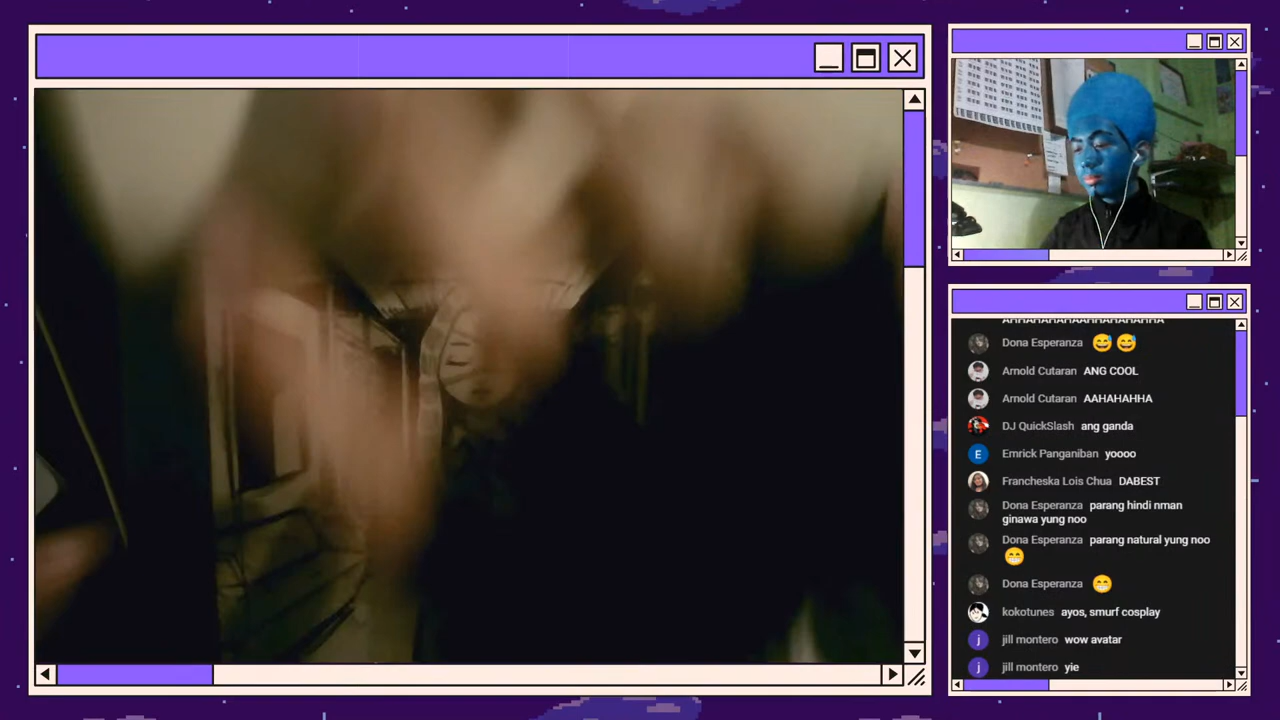 AHHAHAHAHAAHHAHAHAHAHHA
Dona Esperanza 😅😅
Arnold Cutaran ANG COOL
Arnold Cutaran AAHAHAHHA
DJ QuickSlash ang ganda
E Emrick Panganiban yoooo
Francheska Lois Chua DABEST
Dona Esperanza parang hindi nman
ginawa yung noo
Dona Esperanza parang natural yung noo
😁
Dona Esperanza 😁
kokotunes ayos, smurf cosplay
j jill montero wow avatar
j jill montero yie